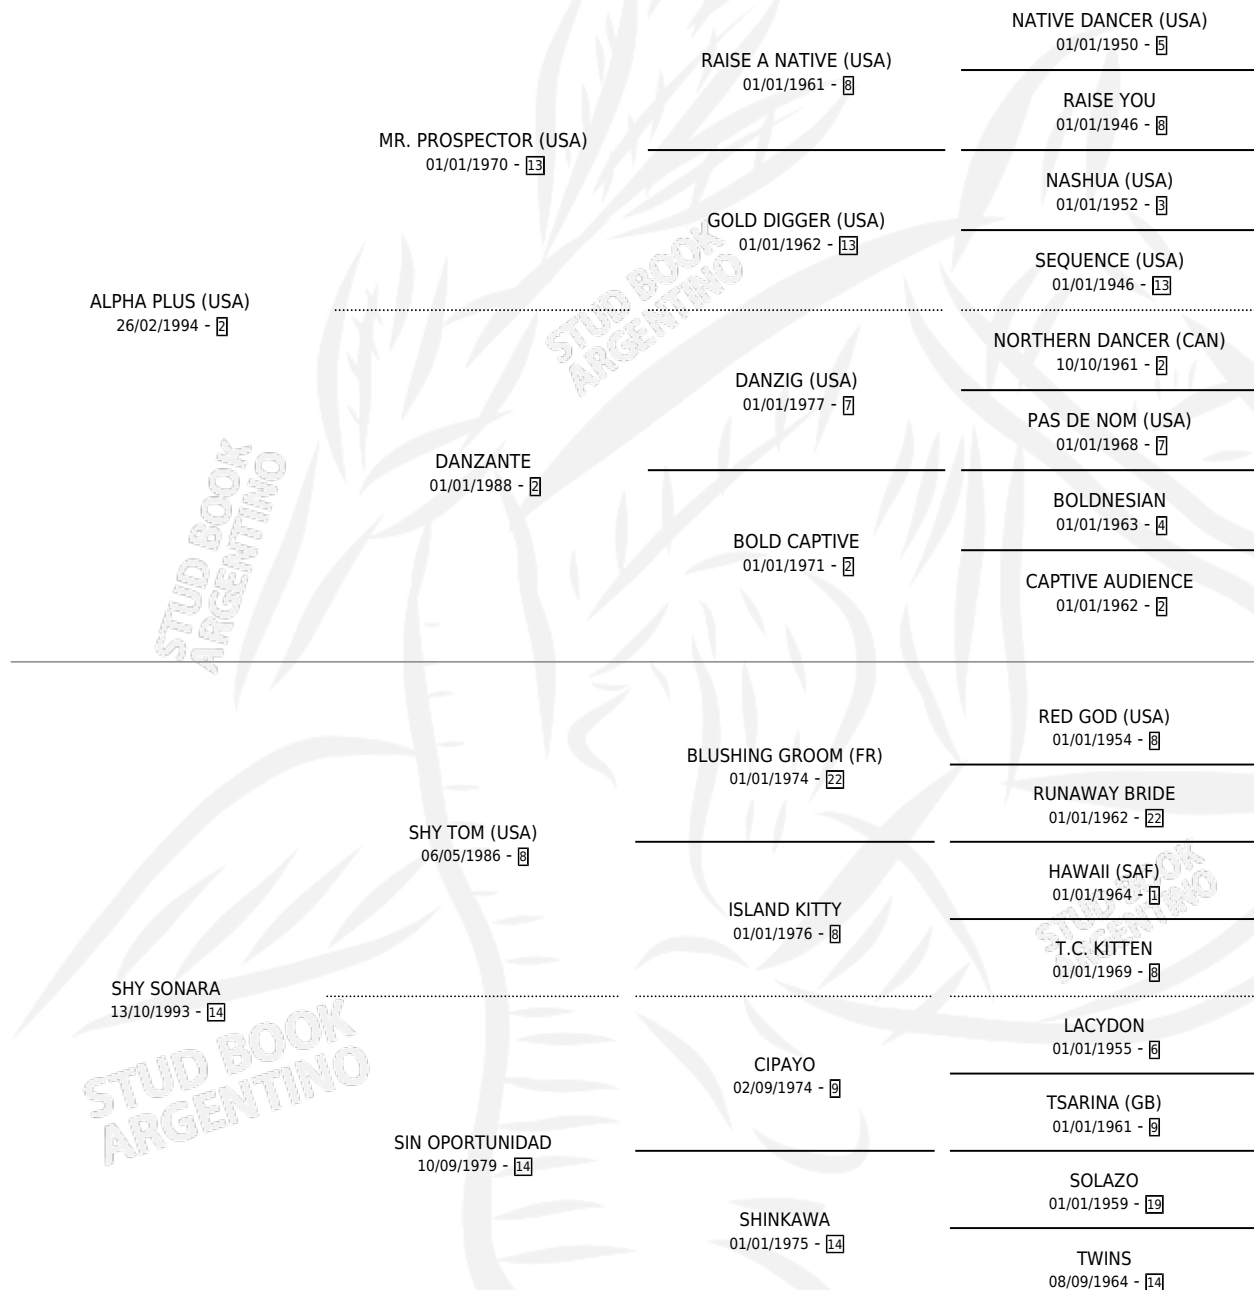 NATIVE DANCER (USA)
01/01/1950 - 5
RAISE A NATIVE (USA)
01/01/1961 - 8
RAISE YOU
01/01/1946 - 8
MR. PROSPECTOR (USA)
01/01/1970 - 13
NASHUA (USA)
01/01/1952 - 3
GOLD DIGGER (USA)
01/01/1962 - 13
SEQUENCE (USA)
01/01/1946 - 13
ALPHA PLUS (USA)
26/02/1994 - 2
NORTHERN DANCER (CAN)
10/10/1961 - 2
DANZIG (USA)
01/01/1977 - 7
PAS DE NOM (USA)
01/01/1968 - 7
DANZANTE
01/01/1988 - 2
BOLDNESIAN
01/01/1963 - 4
BOLD CAPTIVE
01/01/1971 - 2
CAPTIVE AUDIENCE
01/01/1962 - 2
RED GOD (USA)
01/01/1954 - 8
BLUSHING GROOM (FR)
01/01/1974 - 22
RUNAWAY BRIDE
01/01/1962 - 22
SHY TOM (USA)
06/05/1986 - 8
HAWAII (SAF)
01/01/1964 - 1
ISLAND KITTY
01/01/1976 - 8
T.C. KITTEN
01/01/1969 - 8
SHY SONARA
13/10/1993 - 14
LACYDON
01/01/1955 - 6
CIPAYO
02/09/1974 - 9
TSARINA (GB)
01/01/1961 - 9
SIN OPORTUNIDAD
10/09/1979 - 14
SOLAZO
01/01/1959 - 19
SHINKAWA
01/01/1975 - 14
TWINS
08/09/1964 - 14
STUD BOOK
ARGENTINO
STUD BOOK
ARGENTINO
STUD BOOK
ARGENTINO
STUD BOOK
ARGENTINO